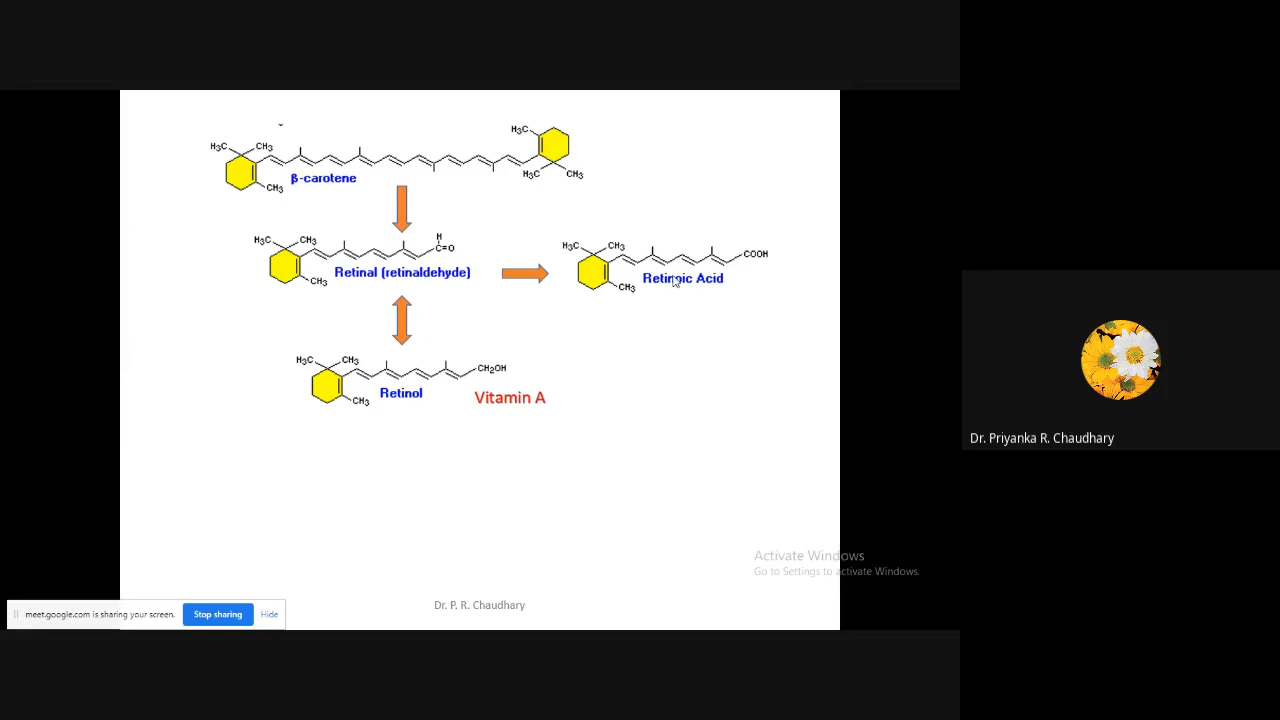 H₃C
H₃C CH₃
CH₃
β-carotene
H₃C CH₃
H
C=O
H₃C CH₃
CH₃
Retinal (retinaldehyde)
H₃C CH₃
COOH
CH₃
Retinoic Acid
H₃C CH₃
CH₂OH
CH₃
Retinol
Vitamin A
Dr. Priyanka R. Chaudhary
Activate Windows
Go to Settings to activate Windows.
Dr. P. R. Chaudhary
meet.google.com is sharing your screen.
Stop sharing
Hide